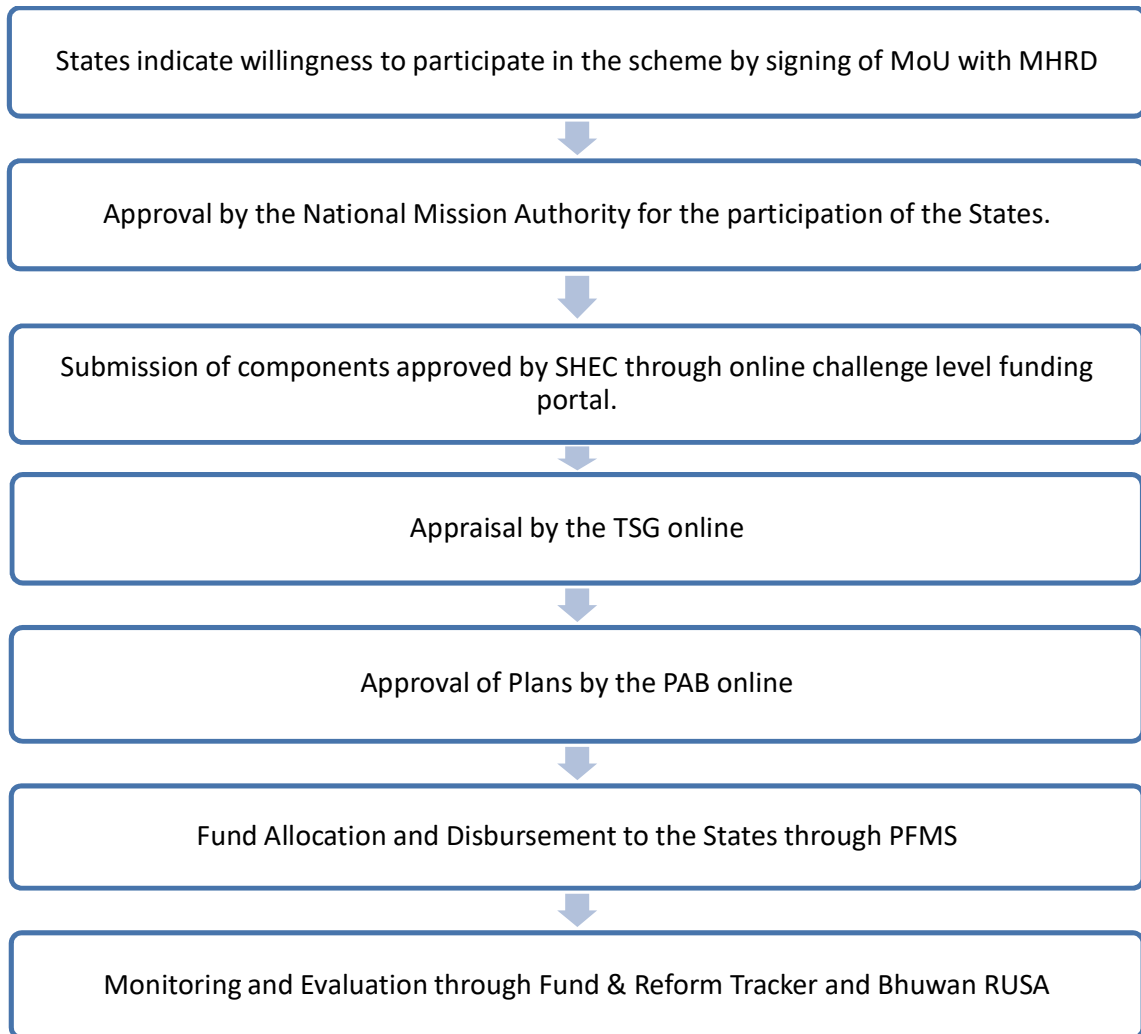 States indicate willingness to participate in the scheme by signing of MoU with MHRD
Approval by the National Mission Authority for the participation of the States.
Submission of components approved by SHEC through online challenge level funding
portal.
Appraisal by the TSG online
Approval of Plans by the PAB online
Fund Allocation and Disbursement to the States through PFMS
Monitoring and Evaluation through Fund & Reform Tracker and Bhuwan RUSA